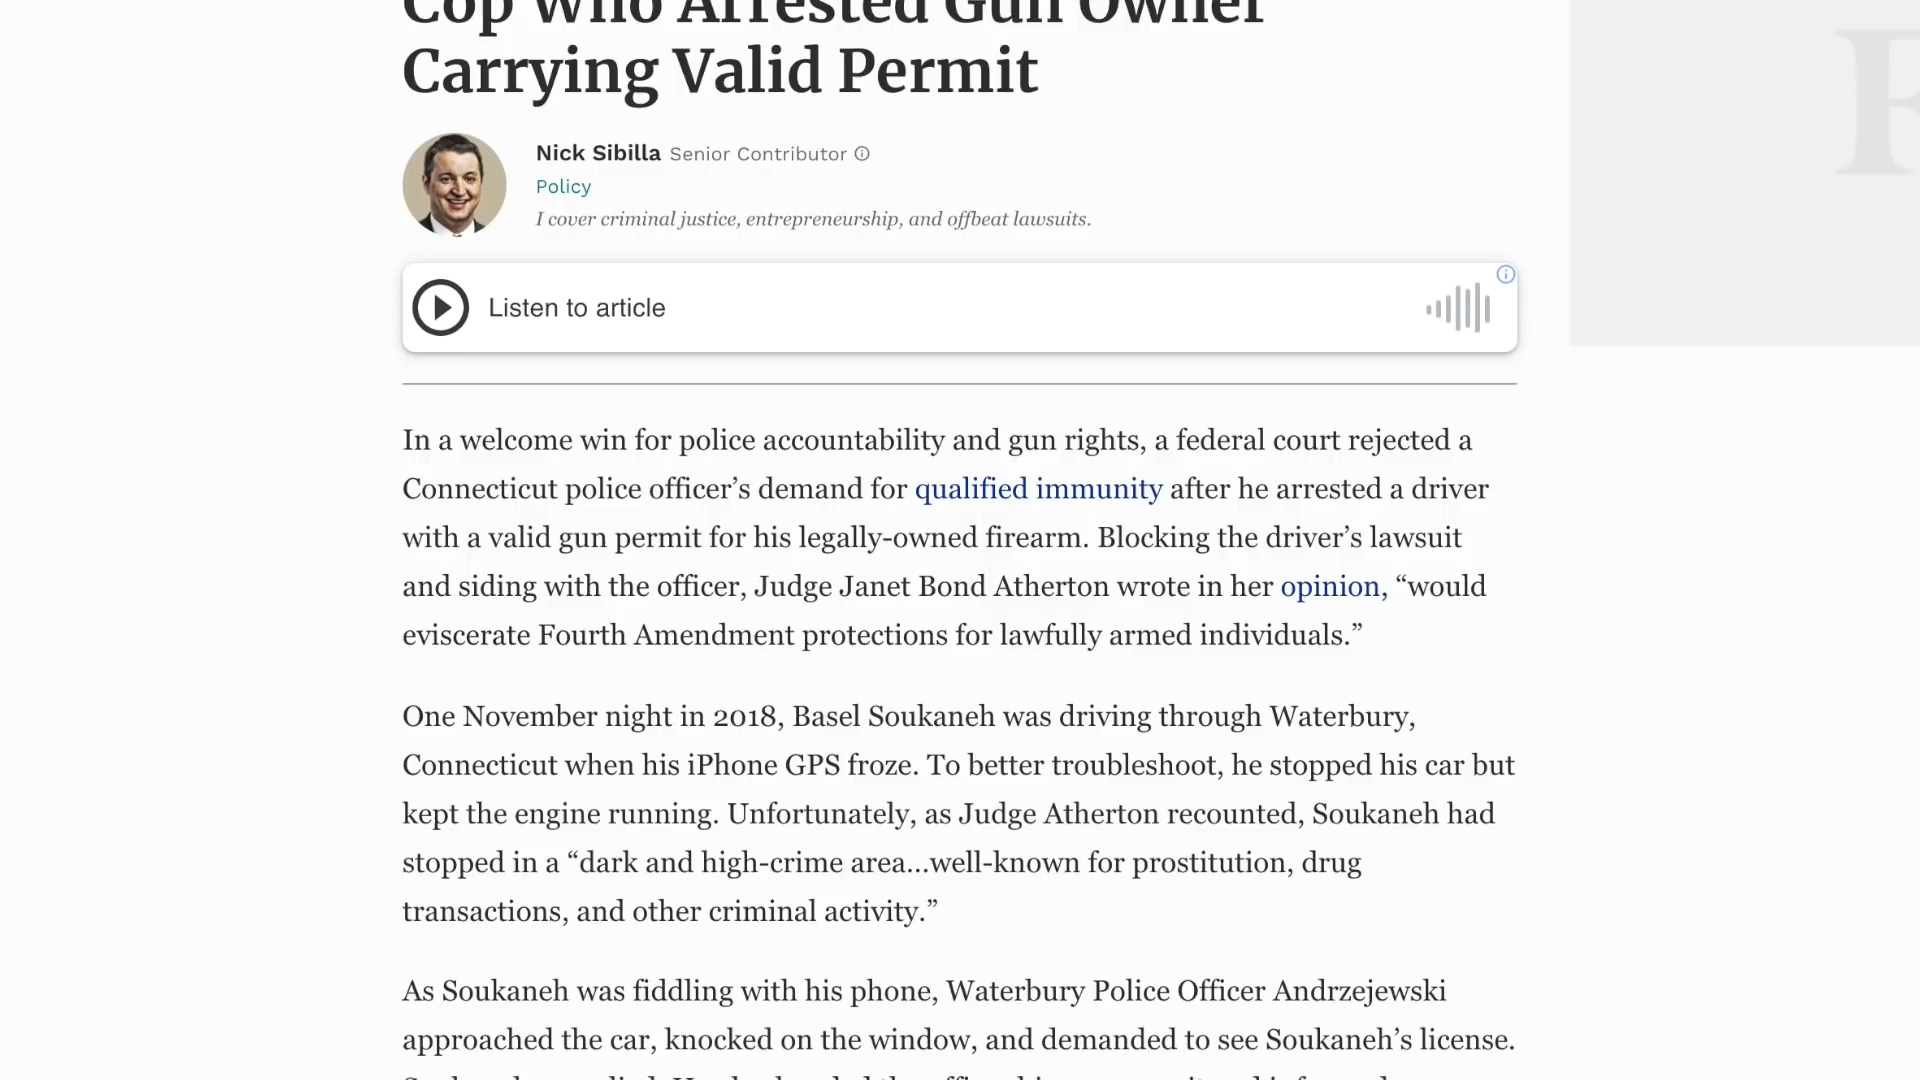 Cop Who Arrested Gun Owner
Carrying Valid Permit
Nick Sibilla Senior Contributor
Policy
I cover criminal justice, entrepreneurship, and offbeat lawsuits.
Listen to article
In a welcome win for police accountability and gun rights, a federal court rejected a
Connecticut police officer’s demand for qualified immunity after he arrested a driver
with a valid gun permit for his legally-owned firearm. Blocking the driver’s lawsuit
and siding with the officer, Judge Janet Bond Atherton wrote in her opinion, “would
eviscerate Fourth Amendment protections for lawfully armed individuals.”
One November night in 2018, Basel Soukaneh was driving through Waterbury,
Connecticut when his iPhone GPS froze. To better troubleshoot, he stopped his car but
kept the engine running. Unfortunately, as Judge Atherton recounted, Soukaneh had
stopped in a “dark and high-crime area…well-known for prostitution, drug
transactions, and other criminal activity.”
As Soukaneh was fiddling with his phone, Waterbury Police Officer Andrzejewski
approached the car, knocked on the window, and demanded to see Soukaneh’s license.